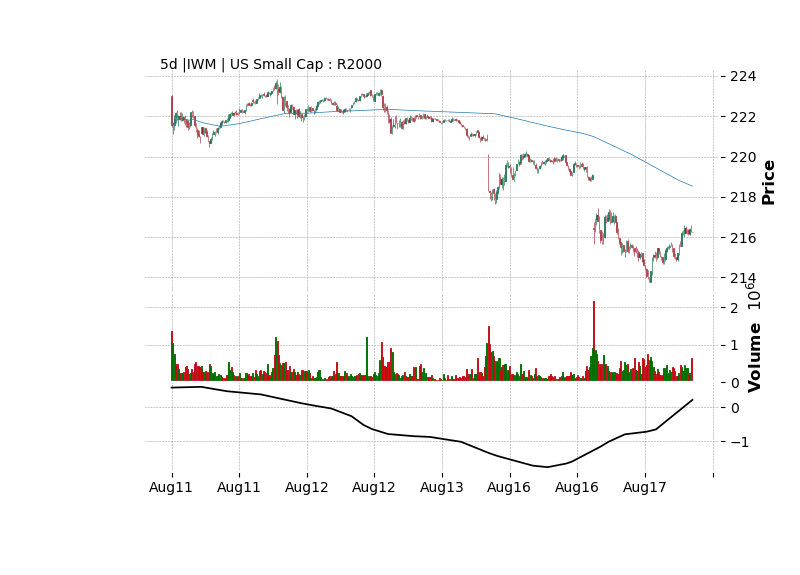 5d |IWM | US Small Cap : R2000
224
222
220
218
216
214
Price
2
1
0
Volume 10^6
0
−1
Aug11 Aug11 Aug12 Aug12 Aug13 Aug16 Aug16 Aug17